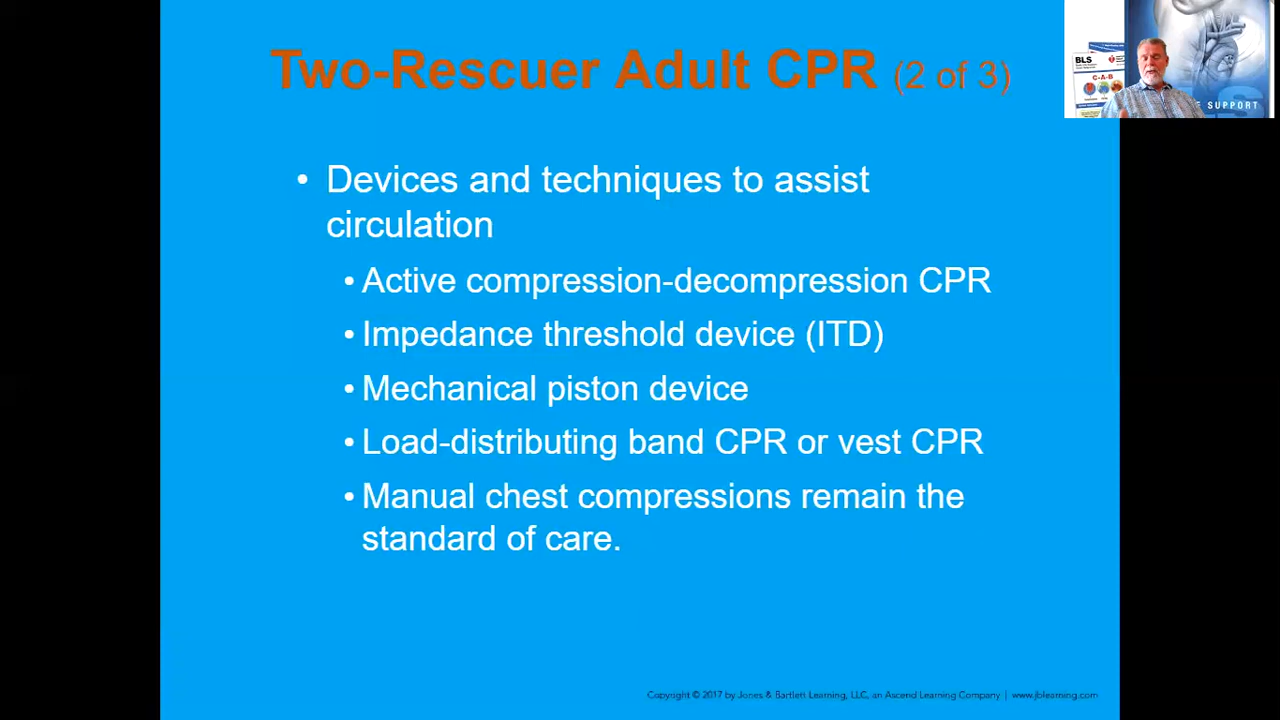 Two-Rescuer Adult CPR (2 of 3)
• Devices and techniques to assist
circulation
• Active compression-decompression CPR
• Impedance threshold device (ITD)
• Mechanical piston device
• Load-distributing band CPR or vest CPR
• Manual chest compressions remain the
standard of care.
Copyright © 2017 by Jones & Bartlett Learning, LLC, an Ascend Learning Company | www.jblearning.com
BLS
C-A-B
SUPPORT